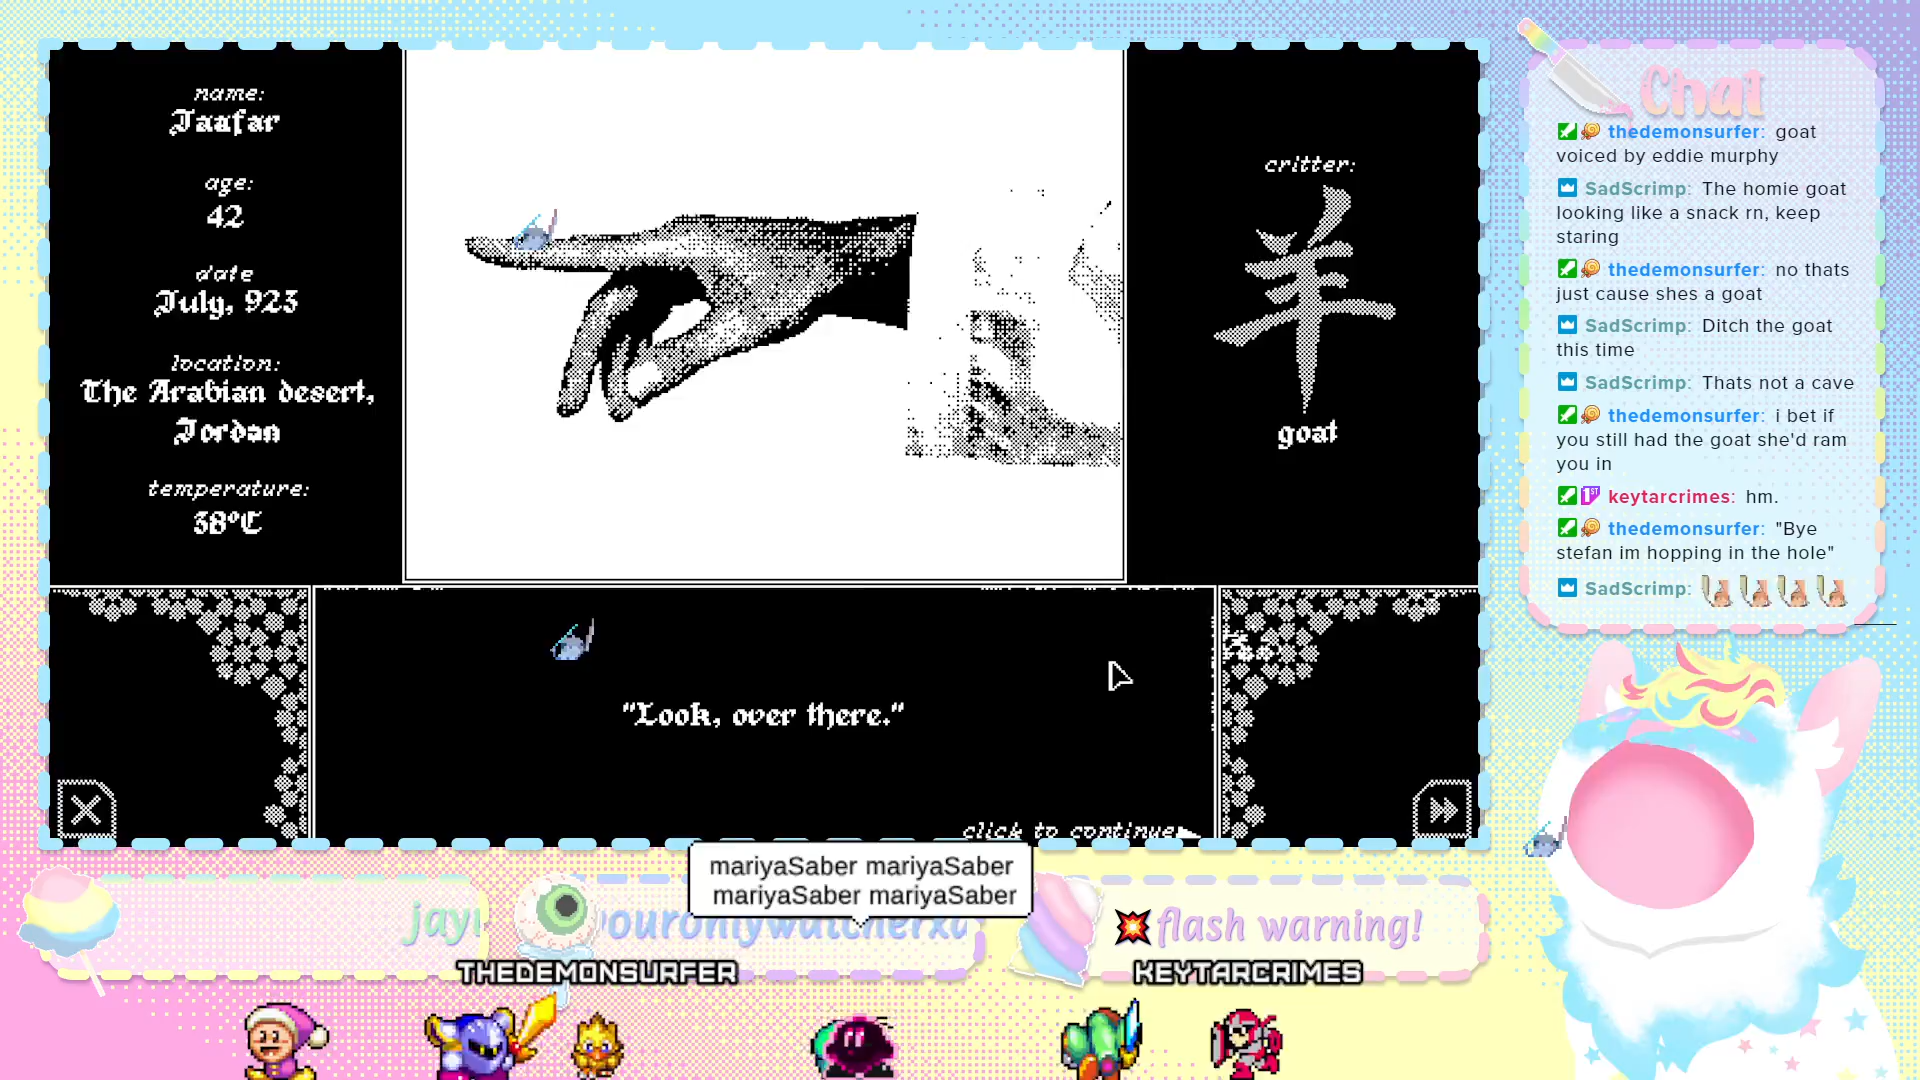 name:
Jaafar
age:
42
date
July, 923
location:
The Arabian desert,
Jordan
temperature:
38°C
critter:
羊
goat
"Look, over there."
click to continue
Chat
thedemonsurfer: goat
voiced by eddie murphy
SadScrimp: The homie goat
looking like a snack rn, keep
staring
thedemonsurfer: no thats
just cause shes a goat
SadScrimp: Ditch the goat
this time
SadScrimp: Thats not a cave
thedemonsurfer: i bet if
you still had the goat she'd ram
you in
1ST keytarcrimes: hm.
thedemonsurfer: "Bye
stefan im hopping in the hole"
SadScrimp:
mariyaSaber mariyaSaber
mariyaSaber mariyaSaber
flash warning!
THEDEMONSURFER
KEYTARCRIMES